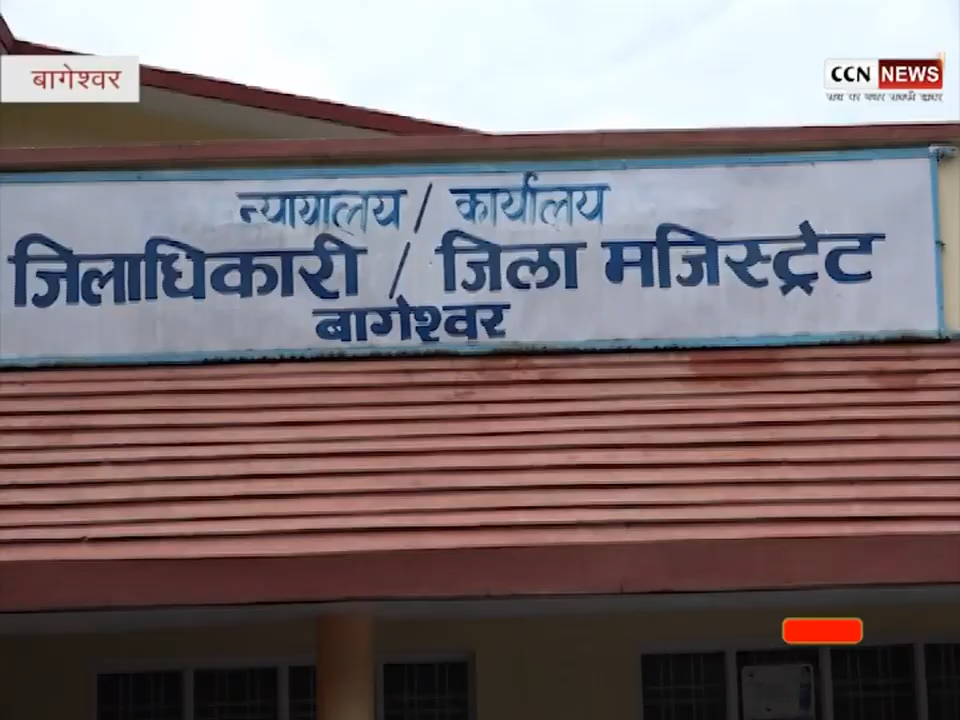 बागेश्वर
CCN NEWS
न्यायालय / कार्यालय
जिलाधिकारी / जिला मजिस्ट्रेट
बागेश्वर